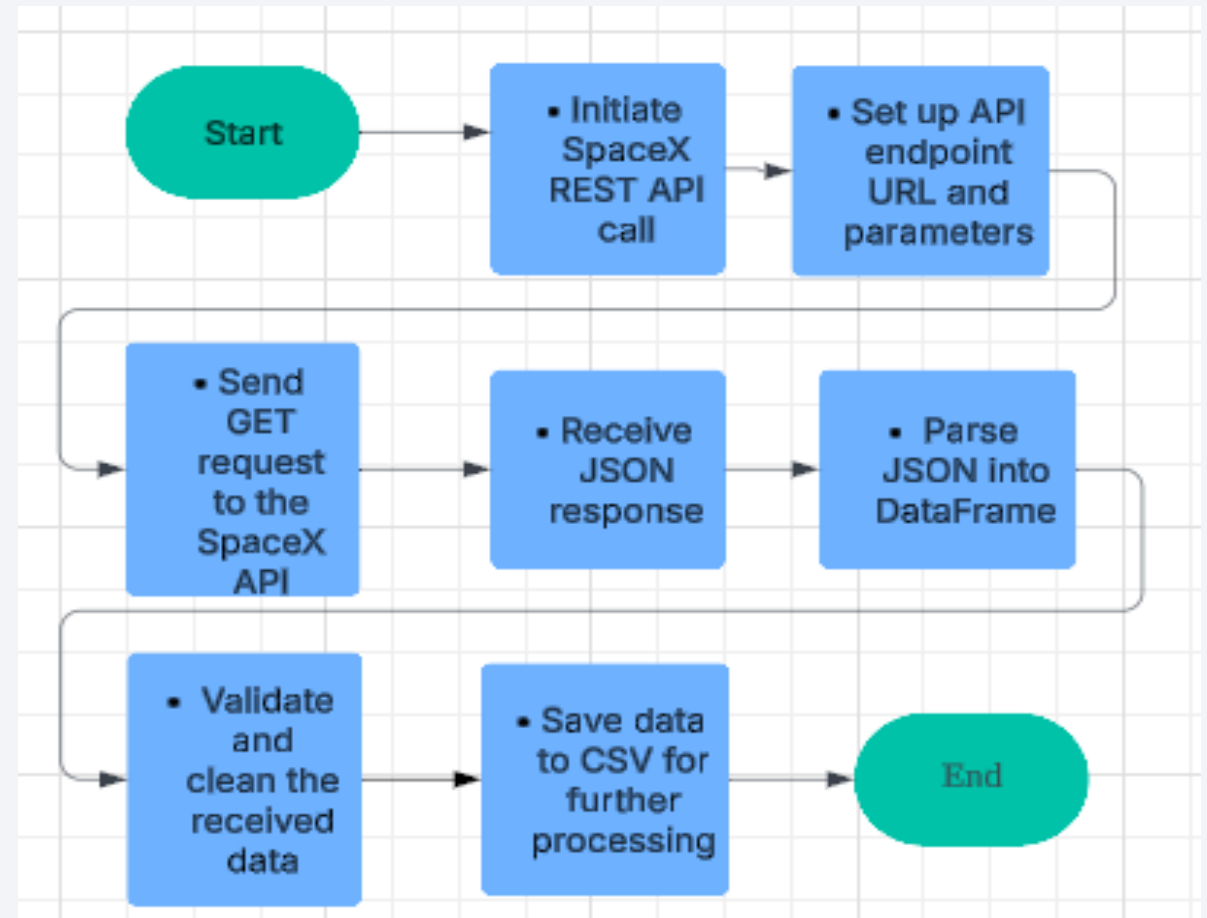 Start
▪ Initiate
SpaceX
REST API
call
▪ Set up API
endpoint
URL and
parameters
▪ Send
GET
request
to the
SpaceX
API
▪ Receive
JSON
response
▪ Parse
JSON into
DataFrame
▪ Validate
and
clean the
received
data
▪ Save data
to CSV for
further
processing
End